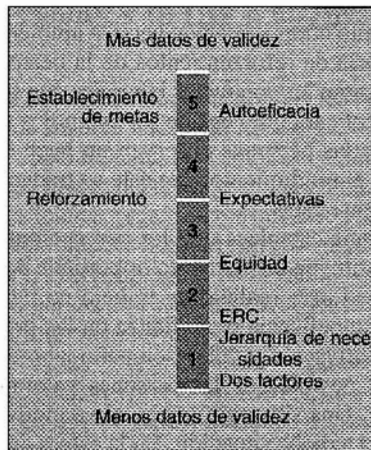 Más datos de validez
Establecimiento
de metas
5
Autoeficacia
4
Reforzamiento
Expectativas
3
Equidad
2
ERC
1
Jerarquía de nece
sidades
Dos factores
Menos datos de validez